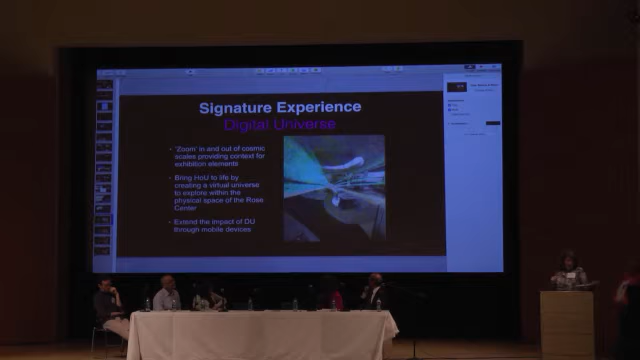 Signature Experience
Digital Universe
• 'Zoom' in and out of cosmic
scales providing context for
exhibition elements
• Bring HoU to life by
creating a virtual universe
to explore within the
physical space of the Rose
Center
• Extend the impact of DU
through mobile devices